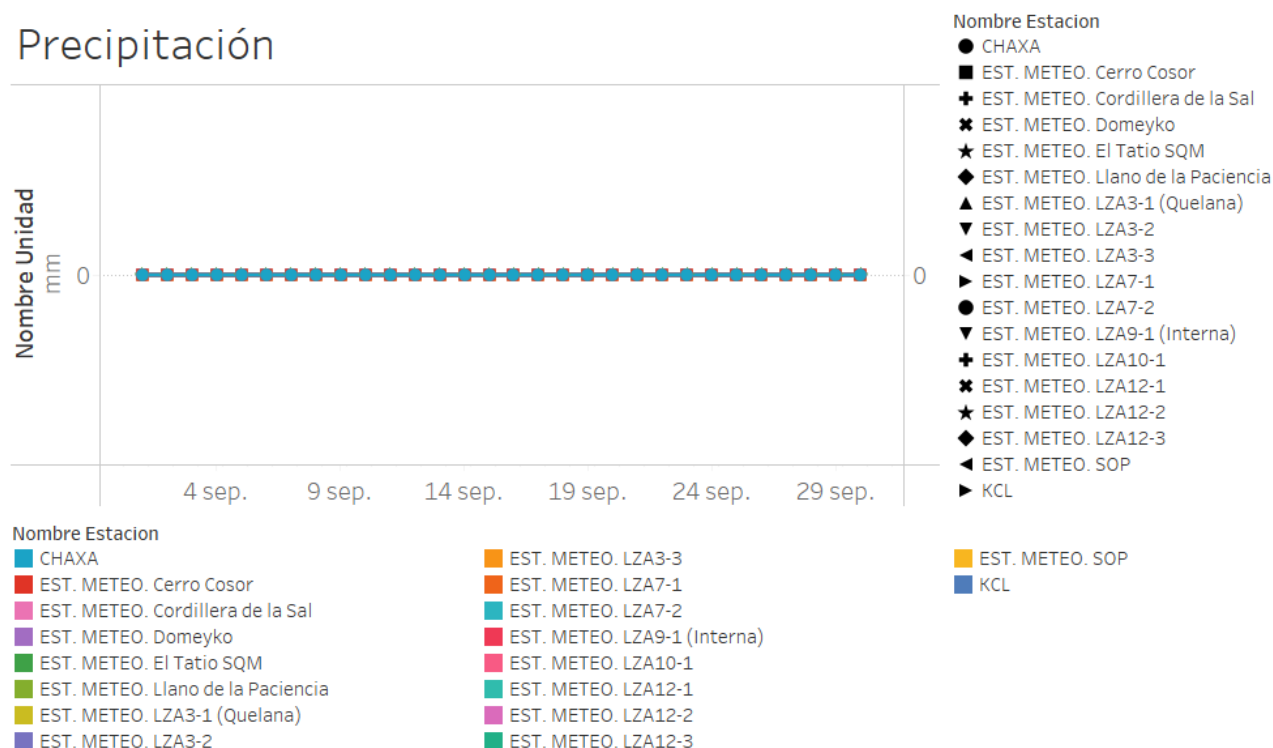 Precipitación
Nombre Unidad
mm
0
0
4 sep.
9 sep.
14 sep.
19 sep.
24 sep.
29 sep.
Nombre Estacion
CHAXA
EST. METEO. Cerro Cosor
EST. METEO. Cordillera de la Sal
EST. METEO. Domeyko
EST. METEO. El Tatio SQM
EST. METEO. Llano de la Paciencia
EST. METEO. LZA3-1 (Quelana)
EST. METEO. LZA3-2
EST. METEO. LZA3-3
EST. METEO. LZA7-1
EST. METEO. LZA7-2
EST. METEO. LZA9-1 (Interna)
EST. METEO. LZA10-1
EST. METEO. LZA12-1
EST. METEO. LZA12-2
EST. METEO. LZA12-3
EST. METEO. SOP
KCL
Nombre Estacion
CHAXA
EST. METEO. Cerro Cosor
EST. METEO. Cordillera de la Sal
EST. METEO. Domeyko
EST. METEO. El Tatio SQM
EST. METEO. Llano de la Paciencia
EST. METEO. LZA3-1 (Quelana)
EST. METEO. LZA3-2
EST. METEO. LZA3-3
EST. METEO. LZA7-1
EST. METEO. LZA7-2
EST. METEO. LZA9-1 (Interna)
EST. METEO. LZA10-1
EST. METEO. LZA12-1
EST. METEO. LZA12-2
EST. METEO. LZA12-3
EST. METEO. SOP
KCL